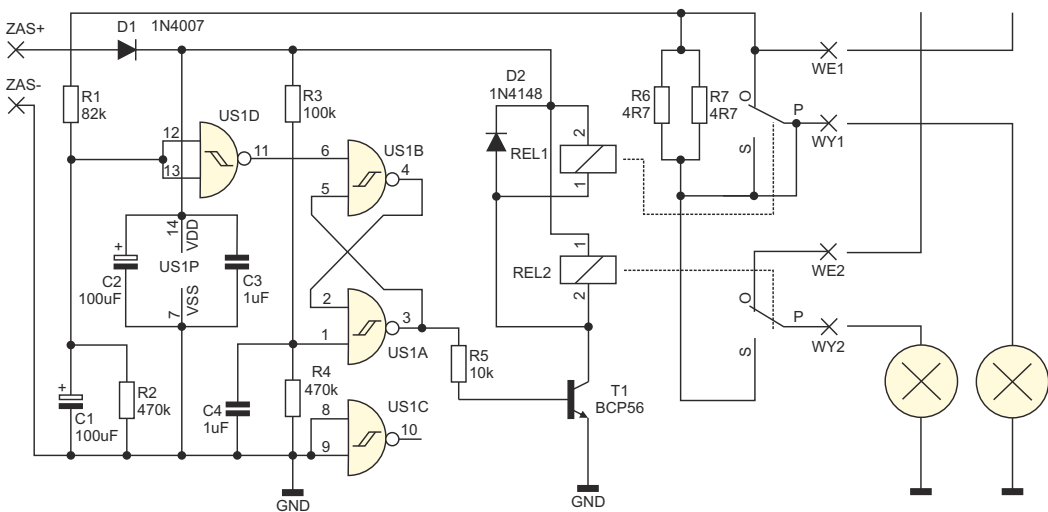 ZAS+
D1
1N4007
ZAS-
R1
82k
12
13
US1D
11
R3
100k
6
5
US1B
4
D2
1N4148
REL1
2
1
R6
4R7
R7
4R7
O
P
S
WE1
WY1
+
C2
100uF
14
VDD
US1P
7
VSS
C3
1uF
REL2
1
2
WE2
O
P
S
WY2
2
1
3
US1A
R5
10k
+
C1
100uF
R2
470k
C4
1uF
R4
470k
8
9
US1C
10
T1
BCP56
GND
GND